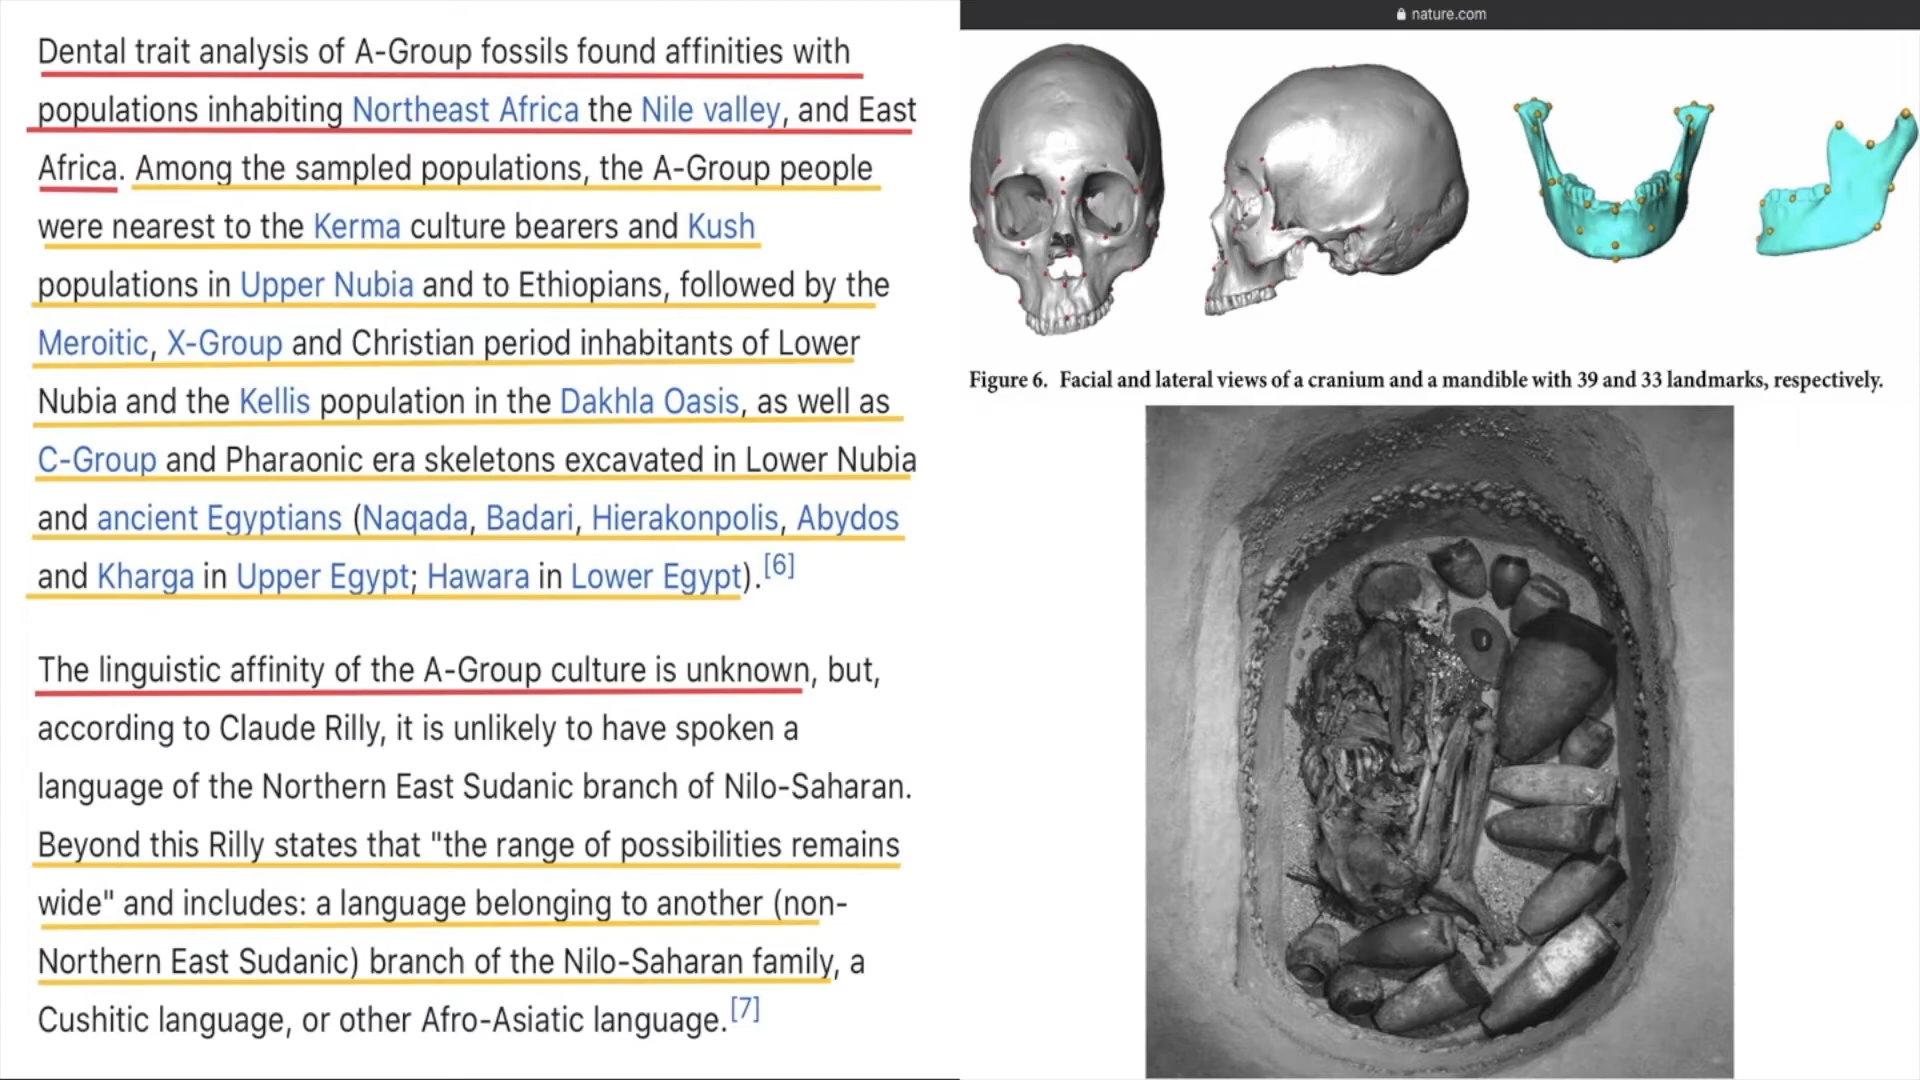 Dental trait analysis of A-Group fossils found affinities with
populations inhabiting Northeast Africa the Nile valley, and East
Africa. Among the sampled populations, the A-Group people
were nearest to the Kerma culture bearers and Kush
populations in Upper Nubia and to Ethiopians, followed by the
Meroitic, X-Group and Christian period inhabitants of Lower
Nubia and the Kellis population in the Dakhla Oasis, as well as
C-Group and Pharaonic era skeletons excavated in Lower Nubia
and ancient Egyptians (Naqada, Badari, Hierakonpolis, Abydos
and Kharga in Upper Egypt; Hawara in Lower Egypt).[6]
The linguistic affinity of the A-Group culture is unknown, but,
according to Claude Rilly, it is unlikely to have spoken a
language of the Northern East Sudanic branch of Nilo-Saharan.
Beyond this Rilly states that "the range of possibilities remains
wide" and includes: a language belonging to another (non-
Northern East Sudanic) branch of the Nilo-Saharan family, a
Cushitic language, or other Afro-Asiatic language.[7]
nature.com
Figure 6. Facial and lateral views of a cranium and a mandible with 39 and 33 landmarks, respectively.